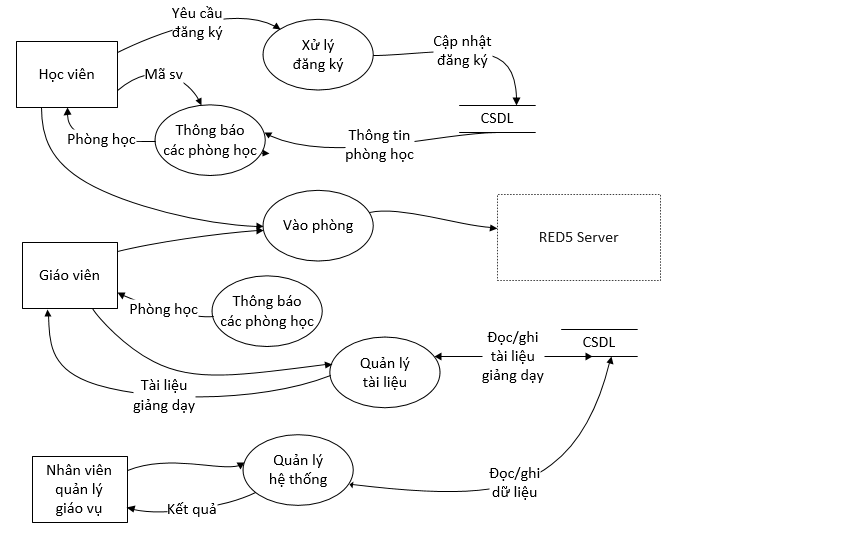 Yêu cầu
đăng ký
Xử lý
đăng ký
Cập nhật
đăng ký
Học viên
Mã sv
CSDL
Thông báo
các phòng học
Phòng học
Thông tin
phòng học
Vào phòng
RED5 Server
Giáo viên
Phòng học
Thông báo
các phòng học
Đọc/ghi
tài liệu
giảng dạy
CSDL
Quản lý
tài liệu
Tài liệu
giảng dạy
Nhân viên
quản lý
giáo vụ
Quản lý
hệ thống
Đọc/ghi
dữ liệu
Kết quả